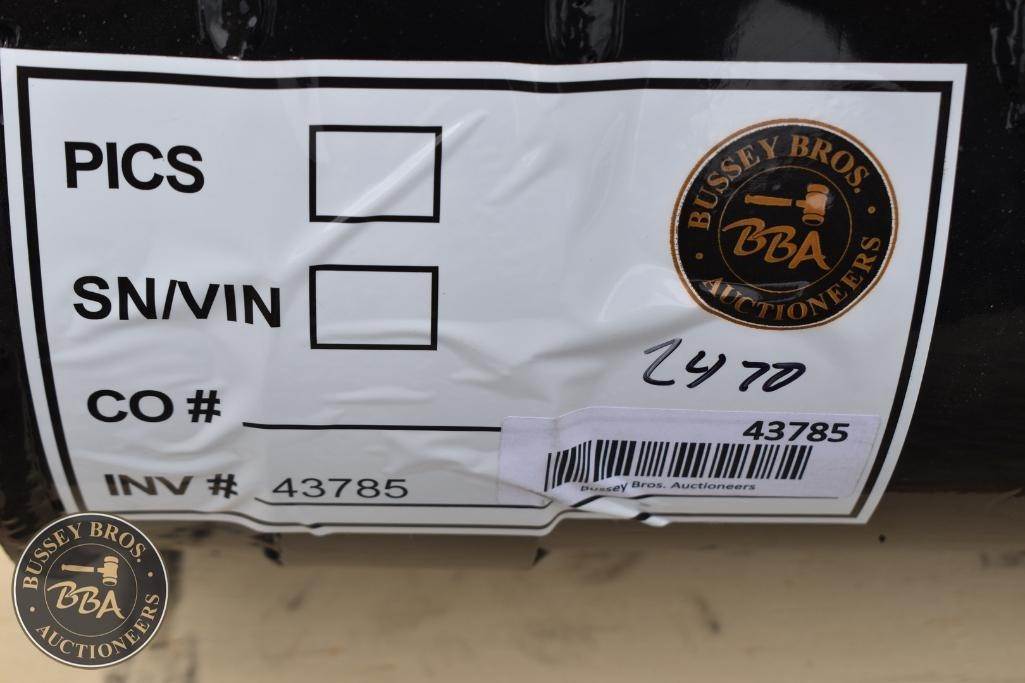 PICS
SN/VIN
CO #
INV # 43785
BUSSEY BROS.
BBA
AUCTIONEERS
2470
43785
Bussey Bros. Auctioneers
BUSSEY BROS.
BBA
AUCTIONEERS